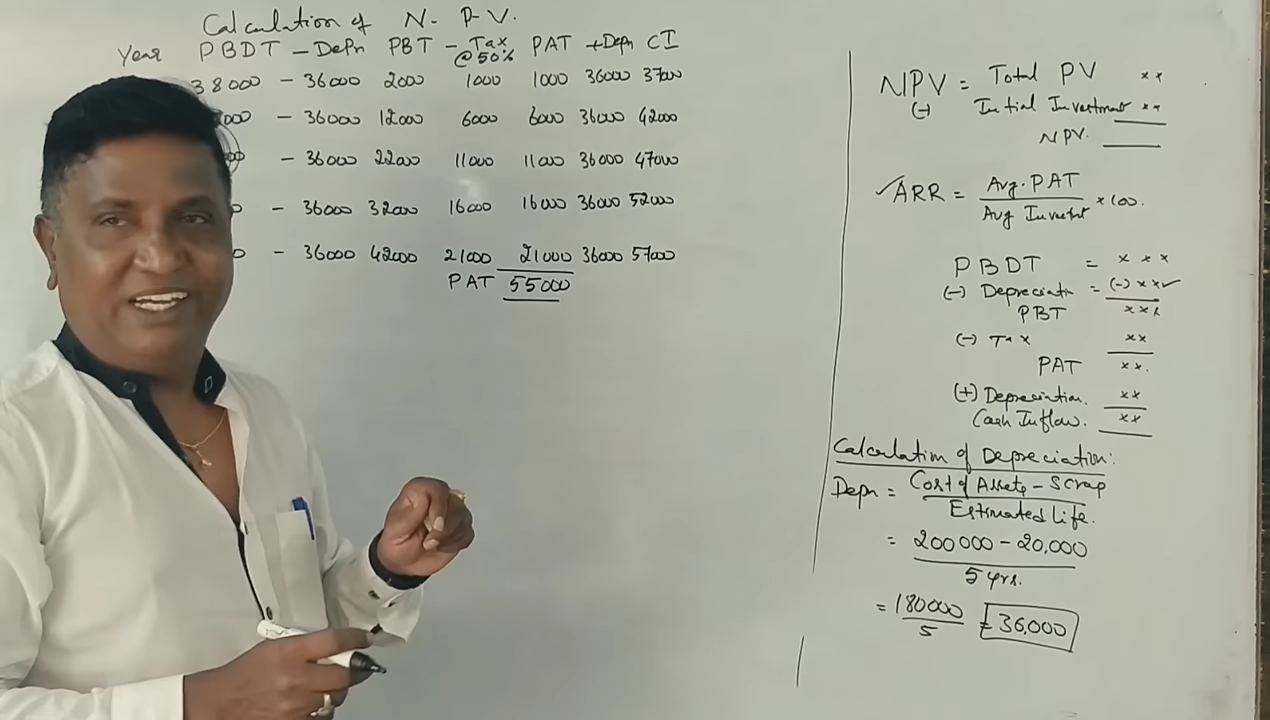 Calculation of N. P. V.
Year PBDT - Depn PBT - Tax @50% PAT + Depn CI
38000 - 36000 2000 1000 1000 36000 37000
000 - 36000 12000 6000 6000 36000 42000
- 36000 22000 11000 11000 36000 47000
- 36000 32000 16000 16000 36000 52000
- 36000 42000 21000 21000 36000 57000
PAT 55000
NPV = Total PV xx
(-) Initial Investment xx
NPV.
✓ARR = Avg. PAT
Avg Investnt × 100.
PBDT = x x x
(-) Depreciatin = (-) xx✓
PBT xxx
(-) Tax xx
PAT xx.
(+) Depreciation. xx
Cash Inflow. xx
Calculation of Depreciation:
Depn = Cost of Assets - Scrap
Estimated Life.
= 200000 - 20,000
5 yrs.
= 180000
5 = 36,000